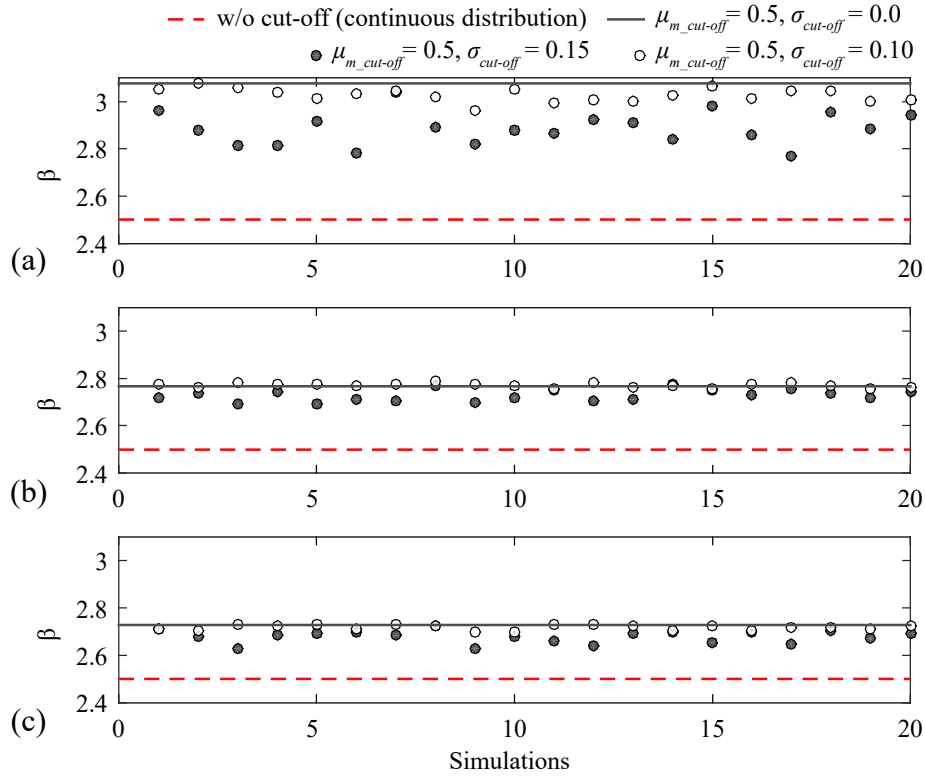 w/o cut-off (continuous distribution) μm_cut-off = 0.5, σcut-off = 0.0
μm_cut-off = 0.5, σcut-off = 0.15 μm_cut-off = 0.5, σcut-off = 0.10
3
2.8
2.6
2.4
β
(a)
0 5 10 15 20
3
2.8
2.6
2.4
β
(b)
0 5 10 15 20
3
2.8
2.6
2.4
β
(c)
0 5 10 15 20
Simulations